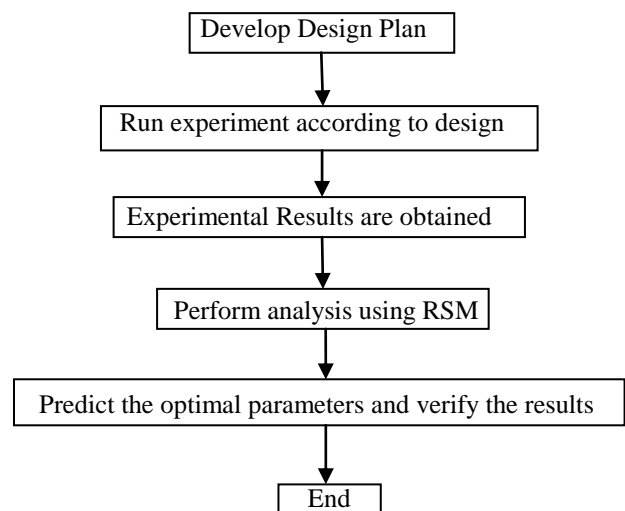 Develop Design Plan
Run experiment according to design
Experimental Results are obtained
Perform analysis using RSM
Predict the optimal parameters and verify the results
End